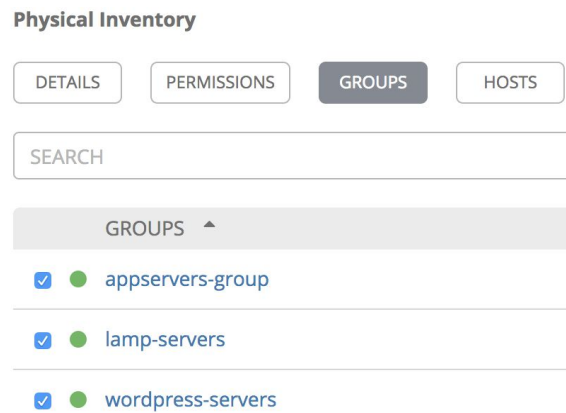 Physical Inventory
DETAILS PERMISSIONS GROUPS HOSTS
SEARCH
GROUPS
appservers-group
lamp-servers
wordpress-servers